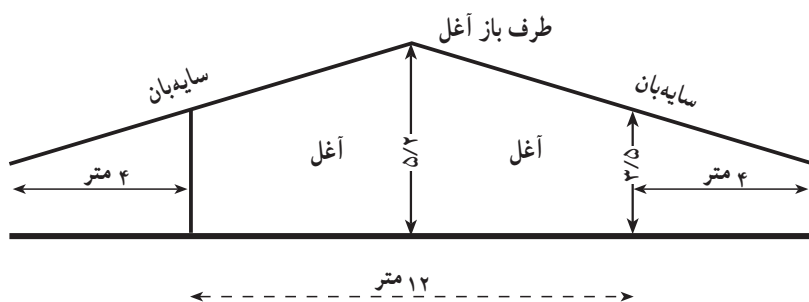 طرف باز آغل
سایه‌بان
سایه‌بان
آغل
۵/۲
آغل
۳/۵
۴ متر
۴ متر
۱۲ متر